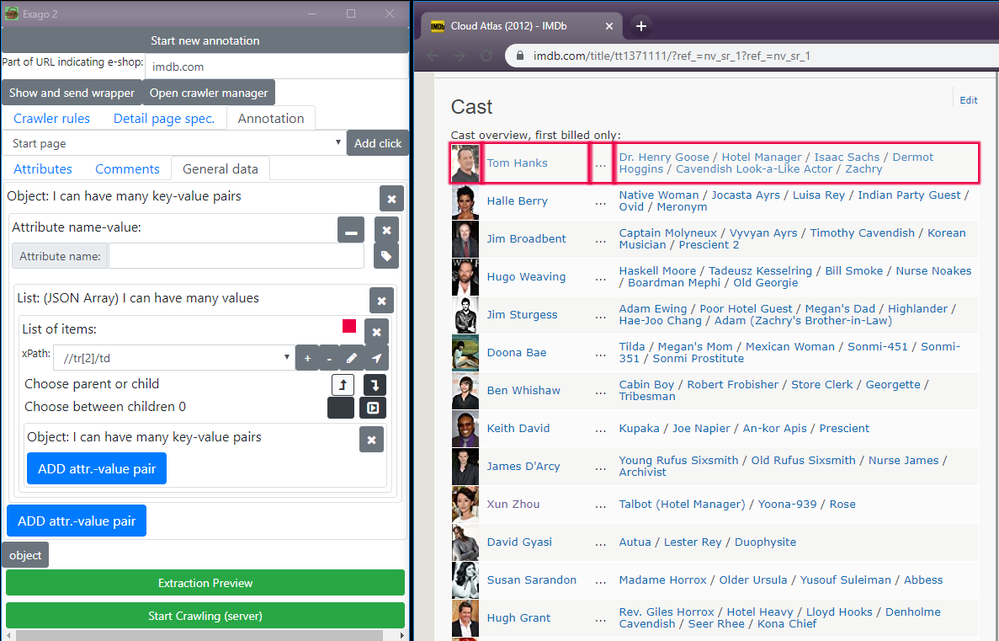 Exago 2
Start new annotation
Part of URL indicating e-shop: imdb.com
Show and send wrapper Open crawler manager
Crawler rules Detail page spec. Annotation
Start page Add click
Attributes Comments General data
Object: I can have many key-value pairs
Attribute name-value:
Attribute name:
List: (JSON Array) I can have many values
List of items:
xPath: //tr[2]/td + -
Choose parent or child
Choose between children 0
Object: I can have many key-value pairs
ADD attr.-value pair
ADD attr.-value pair
object
Extraction Preview
Start Crawling (server)
IMDb Cloud Atlas (2012) - IMDb
imdb.com/title/tt1371111/?ref_=nv_sr_1?ref_=nv_sr_1
Edit
Cast
Cast overview, first billed only:
Tom Hanks ... Dr. Henry Goose / Hotel Manager / Isaac Sachs / Dermot
Hoggins / Cavendish Look-a-Like Actor / Zachry
Halle Berry ... Native Woman / Jocasta Ayrs / Luisa Rey / Indian Party Guest /
Ovid / Meronym
Jim Broadbent ... Captain Molyneux / Vyvyan Ayrs / Timothy Cavendish / Korean
Musician / Prescient 2
Hugo Weaving ... Haskell Moore / Tadeusz Kesselring / Bill Smoke / Nurse Noakes
/ Boardman Mephi / Old Georgie
Jim Sturgess ... Adam Ewing / Poor Hotel Guest / Megan's Dad / Highlander /
Hae-Joo Chang / Adam (Zachry's Brother-in-Law)
Doona Bae ... Tilda / Megan's Mom / Mexican Woman / Sonmi-451 / Sonmi-
351 / Sonmi Prostitute
Ben Whishaw ... Cabin Boy / Robert Frobisher / Store Clerk / Georgette /
Tribesman
Keith David ... Kupaka / Joe Napier / An-kor Apis / Prescient
James D'Arcy ... Young Rufus Sixsmith / Old Rufus Sixsmith / Nurse James /
Archivist
Xun Zhou ... Talbot (Hotel Manager) / Yoona-939 / Rose
David Gyasi ... Autua / Lester Rey / Duophysite
Susan Sarandon ... Madame Horrox / Older Ursula / Yusouf Suleiman / Abbess
Hugh Grant ... Rev. Giles Horrox / Hotel Heavy / Lloyd Hooks / Denholme
Cavendish / Seer Rhee / Kona Chief